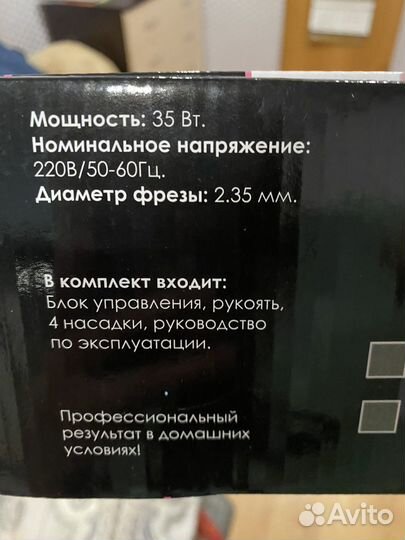 Мощность: 35 Вт.
Номинальное напряжение:
220В/50-60Гц.
Диаметр фрезы: 2.35 мм.
В комплект входит:
Блок управления, рукоять,
4 насадки, руководство
по эксплуатации.
Профессиональный
результат в домашних
условиях!
Avito